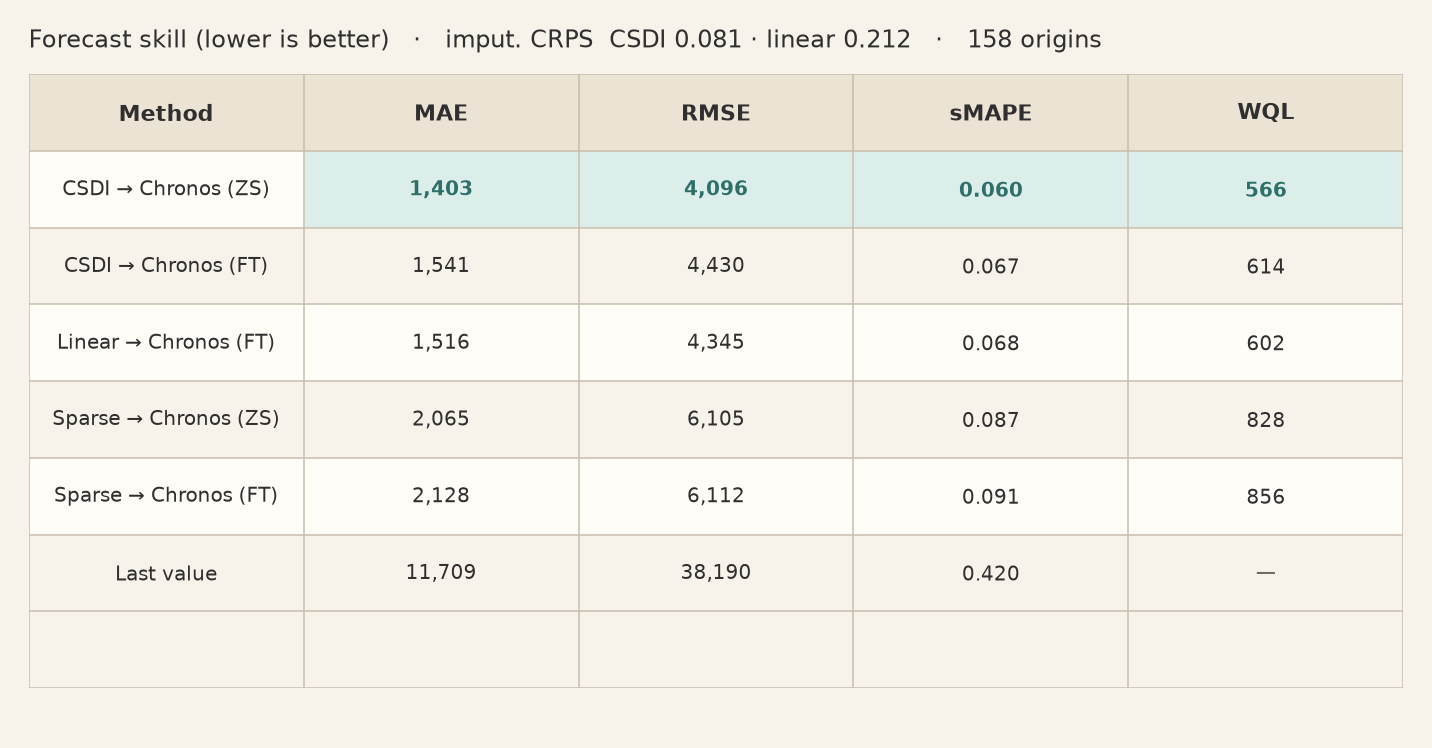 Forecast skill (lower is better)   ·   imput. CRPS  CSDI 0.081 · linear 0.212   ·   158 origins
Method MAE RMSE sMAPE WQL
CSDI → Chronos (ZS) 1,403 4,096 0.060 566
CSDI → Chronos (FT) 1,541 4,430 0.067 614
Linear → Chronos (FT) 1,516 4,345 0.068 602
Sparse → Chronos (ZS) 2,065 6,105 0.087 828
Sparse → Chronos (FT) 2,128 6,112 0.091 856
Last value 11,709 38,190 0.420 —